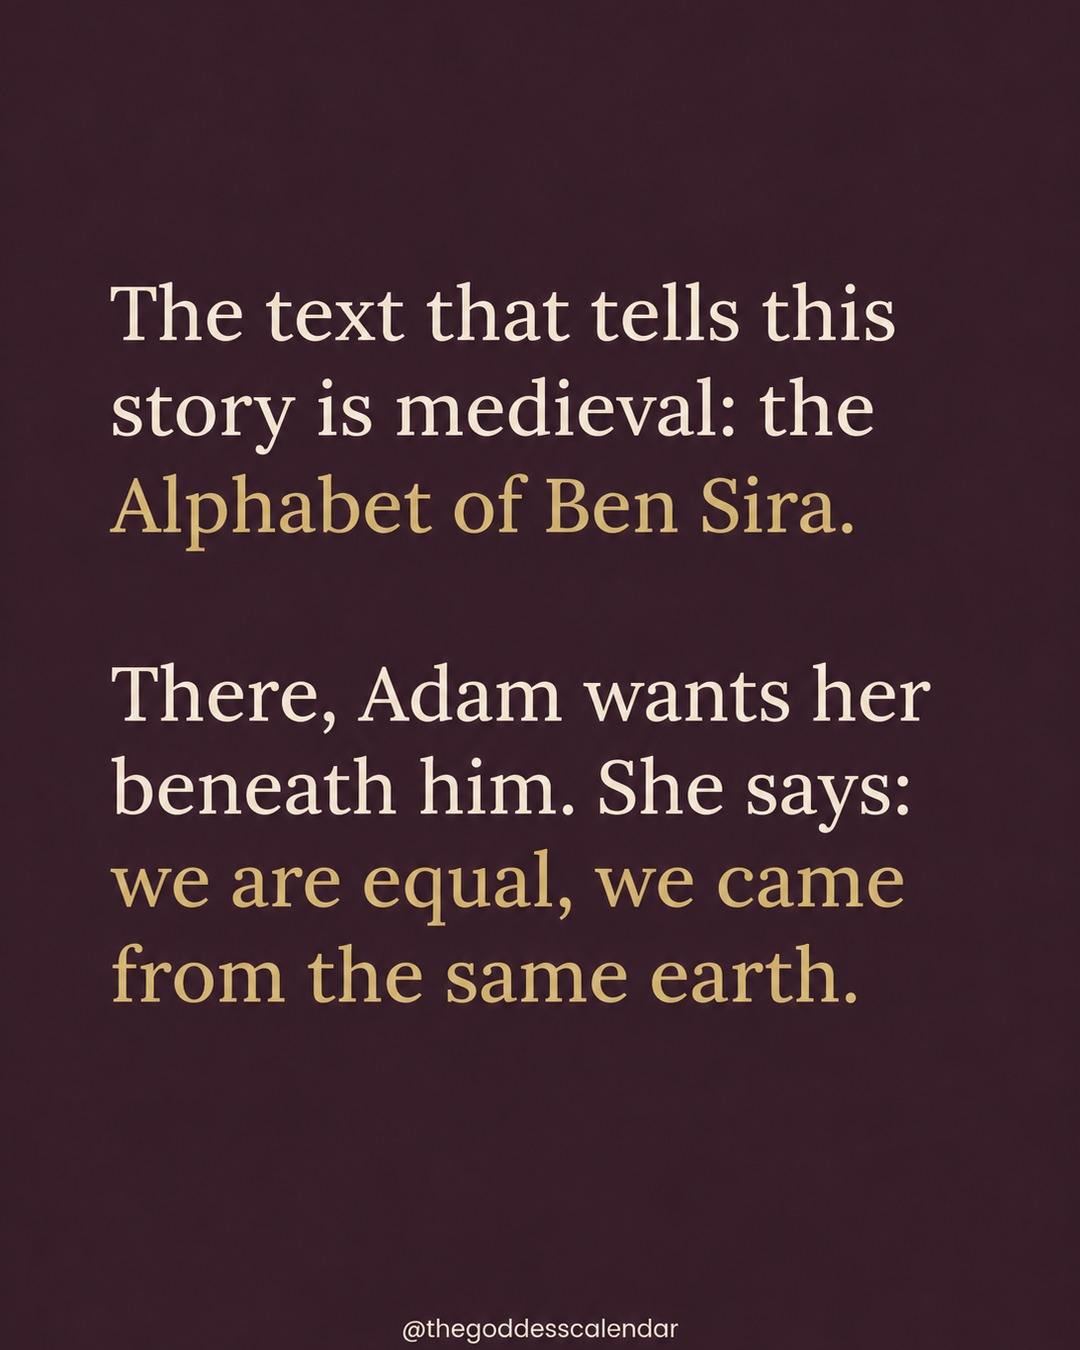 The text that tells this
story is medieval: the
Alphabet of Ben Sira.
There, Adam wants her
beneath him. She says:
we are equal, we came
from the same earth.
@thegoddesscalendar